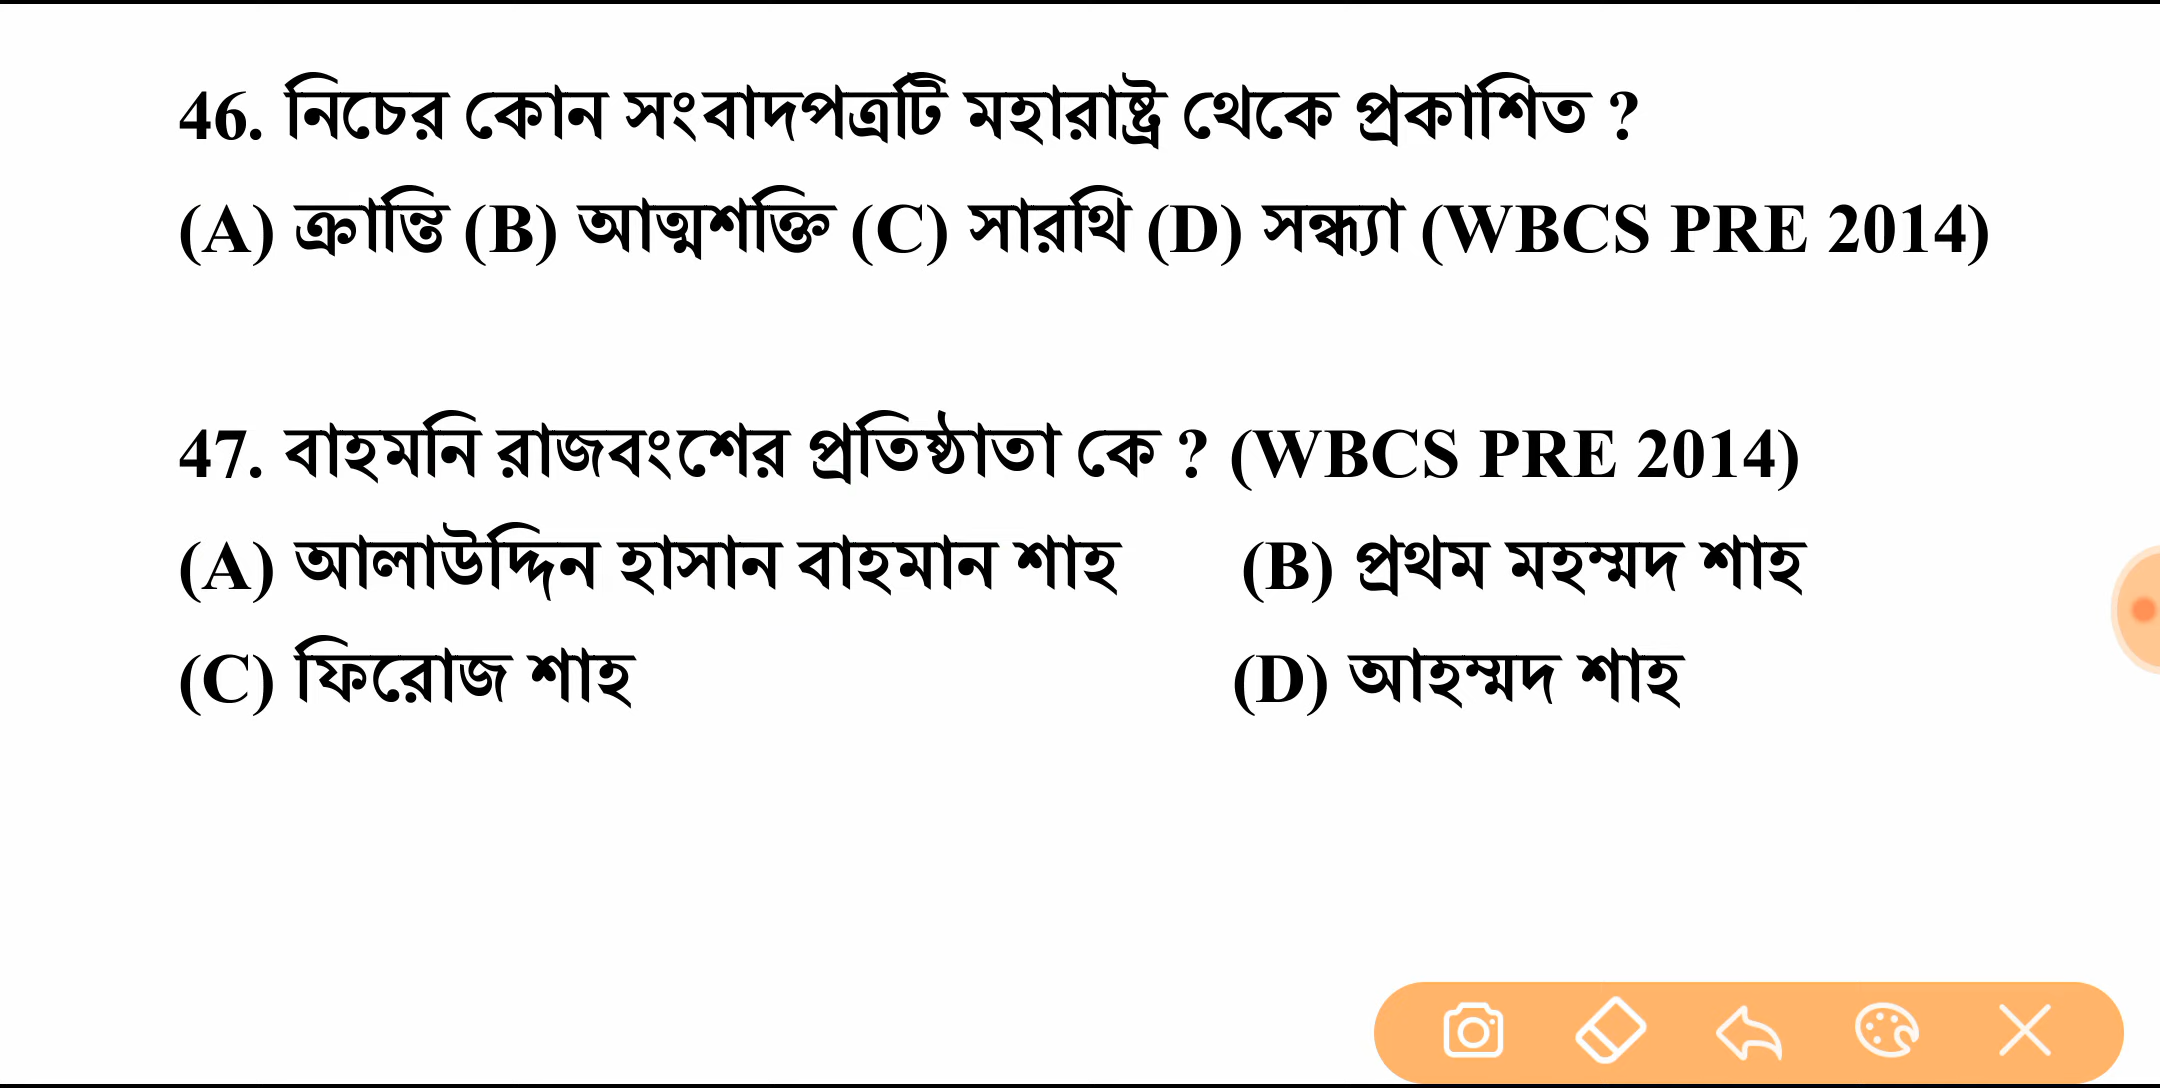 46. নিচের কোন সংবাদপত্রটি মহারাষ্ট্র থেকে প্রকাশিত ?
(A) ক্রান্তি (B) আত্মশক্তি (C) সারথি (D) সন্ধ্যা (WBCS PRE 2014)
47. বাহমনি রাজবংশের প্রতিষ্ঠাতা কে ? (WBCS PRE 2014)
(A) আলাউদ্দিন হাসান বাহমান শাহ (B) প্রথম মহম্মদ শাহ
(C) ফিরোজ শাহ (D) আহম্মদ শাহ